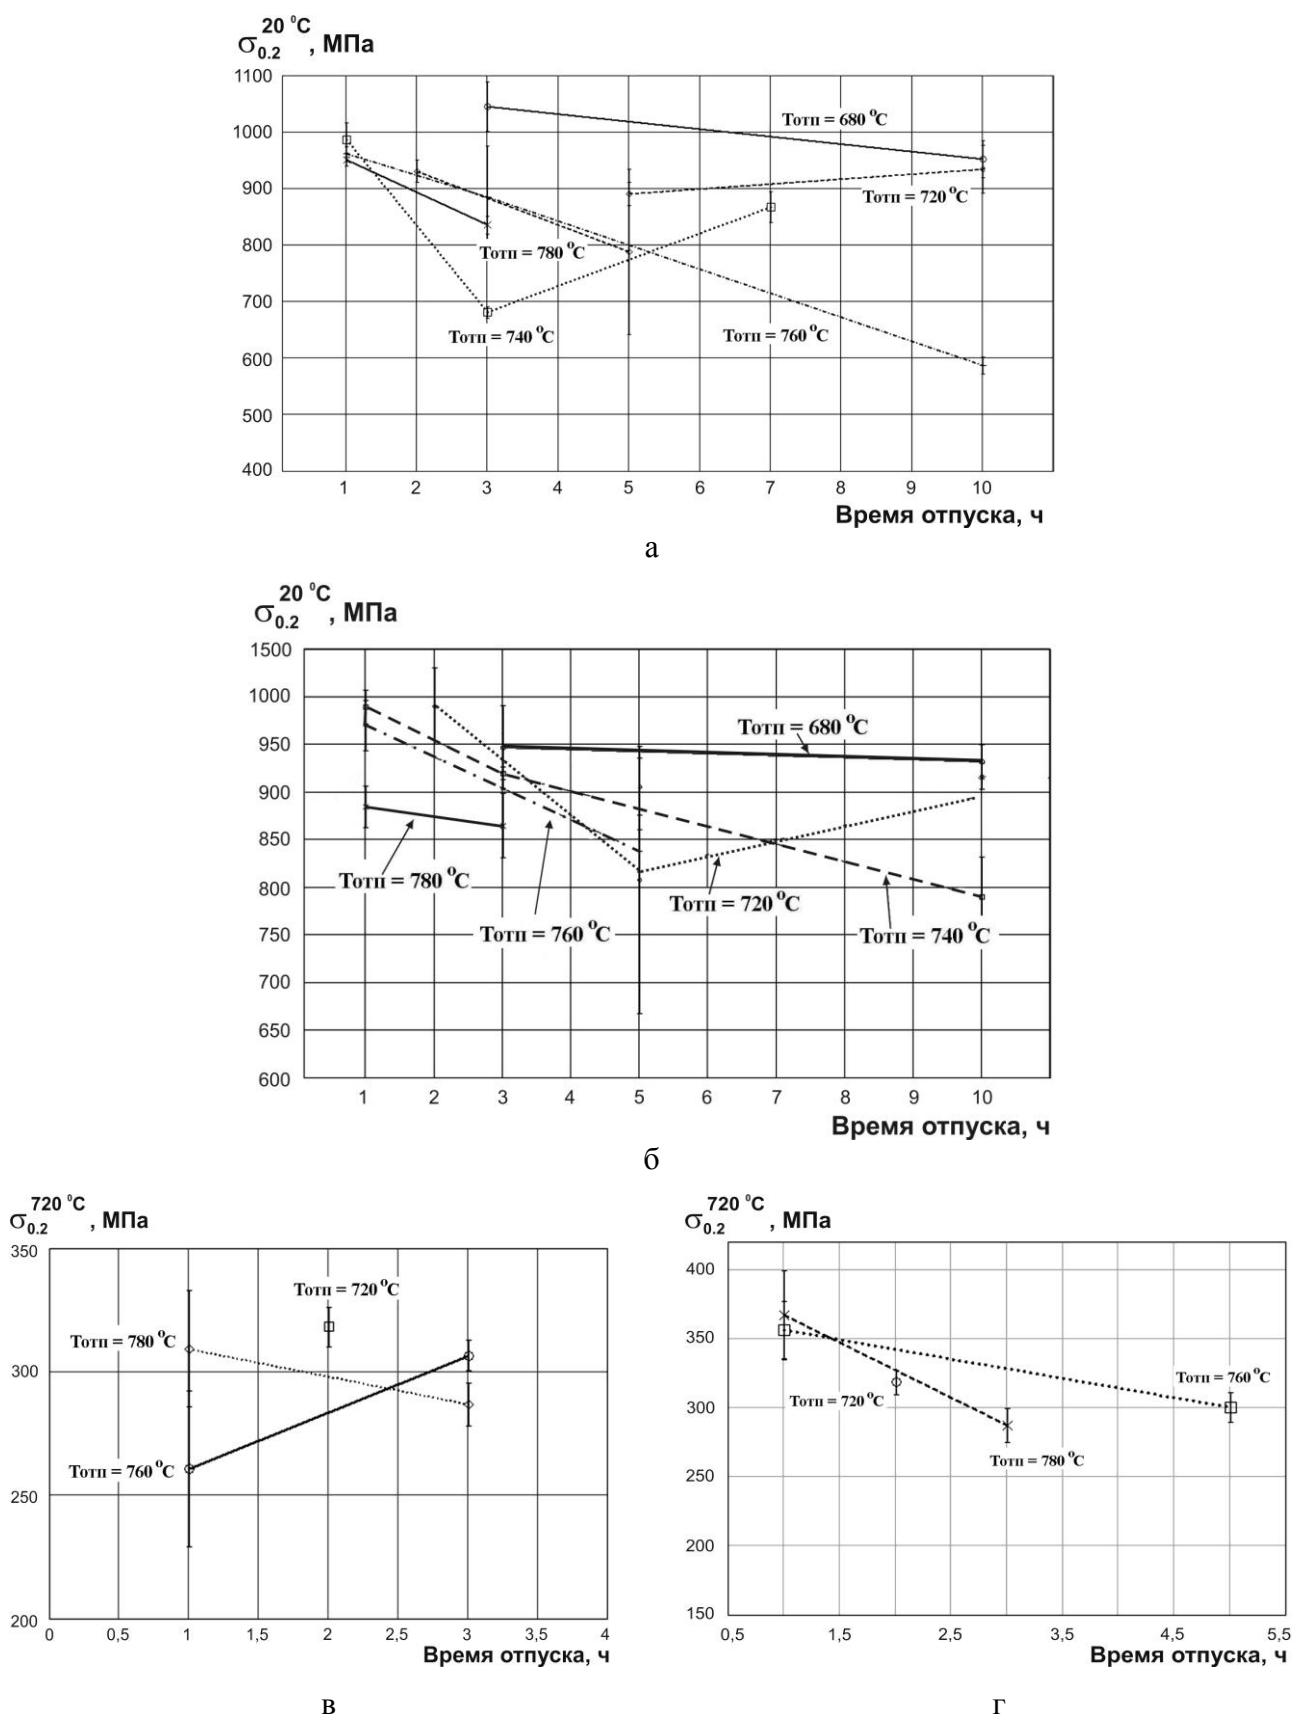 σ0.2 20 °C, МПа
1100
1000
900
800
700
600
500
400
Тотп = 680 °C
Тотп = 720 °C
Тотп = 780 °C
Тотп = 740 °C
Тотп = 760 °C
1 2 3 4 5 6 7 8 9 10
Время отпуска, ч
а
σ0.2 20 °C, МПа
1500
1000
950
900
850
800
750
700
650
600
Тотп = 680 °C
Тотп = 780 °C
Тотп = 720 °C
Тотп = 760 °C
Тотп = 740 °C
1 2 3 4 5 6 7 8 9 10
Время отпуска, ч
б
σ0.2 720 °C, МПа
350
300
250
200
Тотп = 720 °C
Тотп = 780 °C
Тотп = 760 °C
0 0,5 1 1,5 2 2,5 3 3,5 4
Время отпуска, ч
в
σ0.2 720 °C, МПа
400
350
300
250
200
150
Тотп = 760 °C
Тотп = 720 °C
Тотп = 780 °C
0,5 1,5 2,5 3,5 4,5 5,5
Время отпуска, ч
г